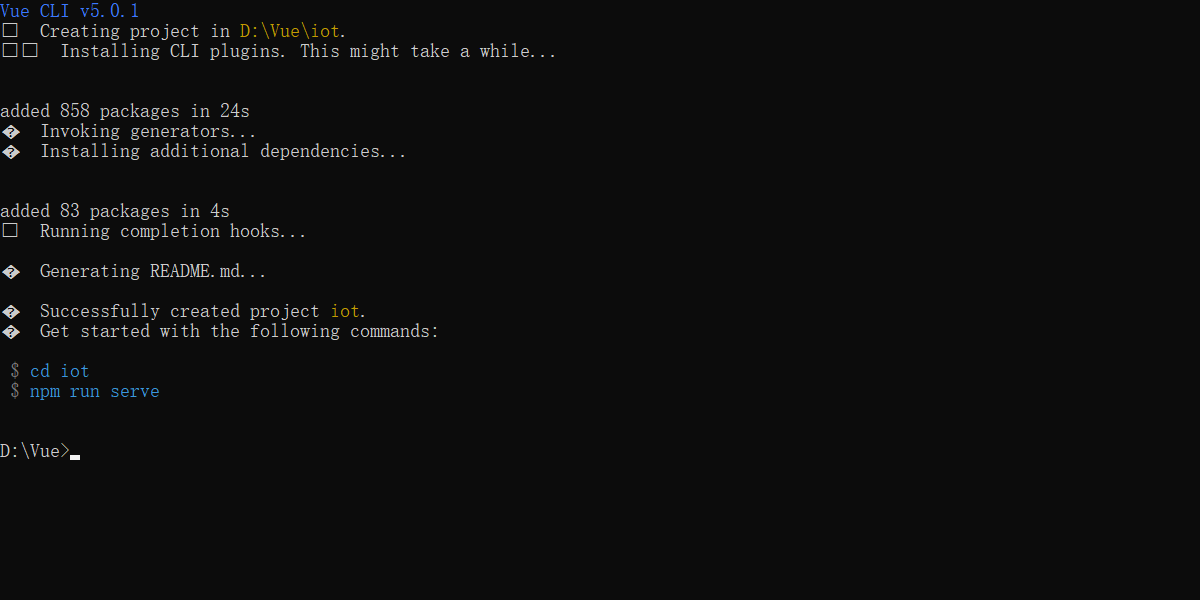 Vue CLI v5.0.1
□  Creating project in D:\Vue\iot.
□□  Installing CLI plugins. This might take a while...
added 858 packages in 24s
�  Invoking generators...
�  Installing additional dependencies...
added 83 packages in 4s
□  Running completion hooks...
�  Generating README.md...
�  Successfully created project iot.
�  Get started with the following commands:
$ cd iot
$ npm run serve
D:\Vue>